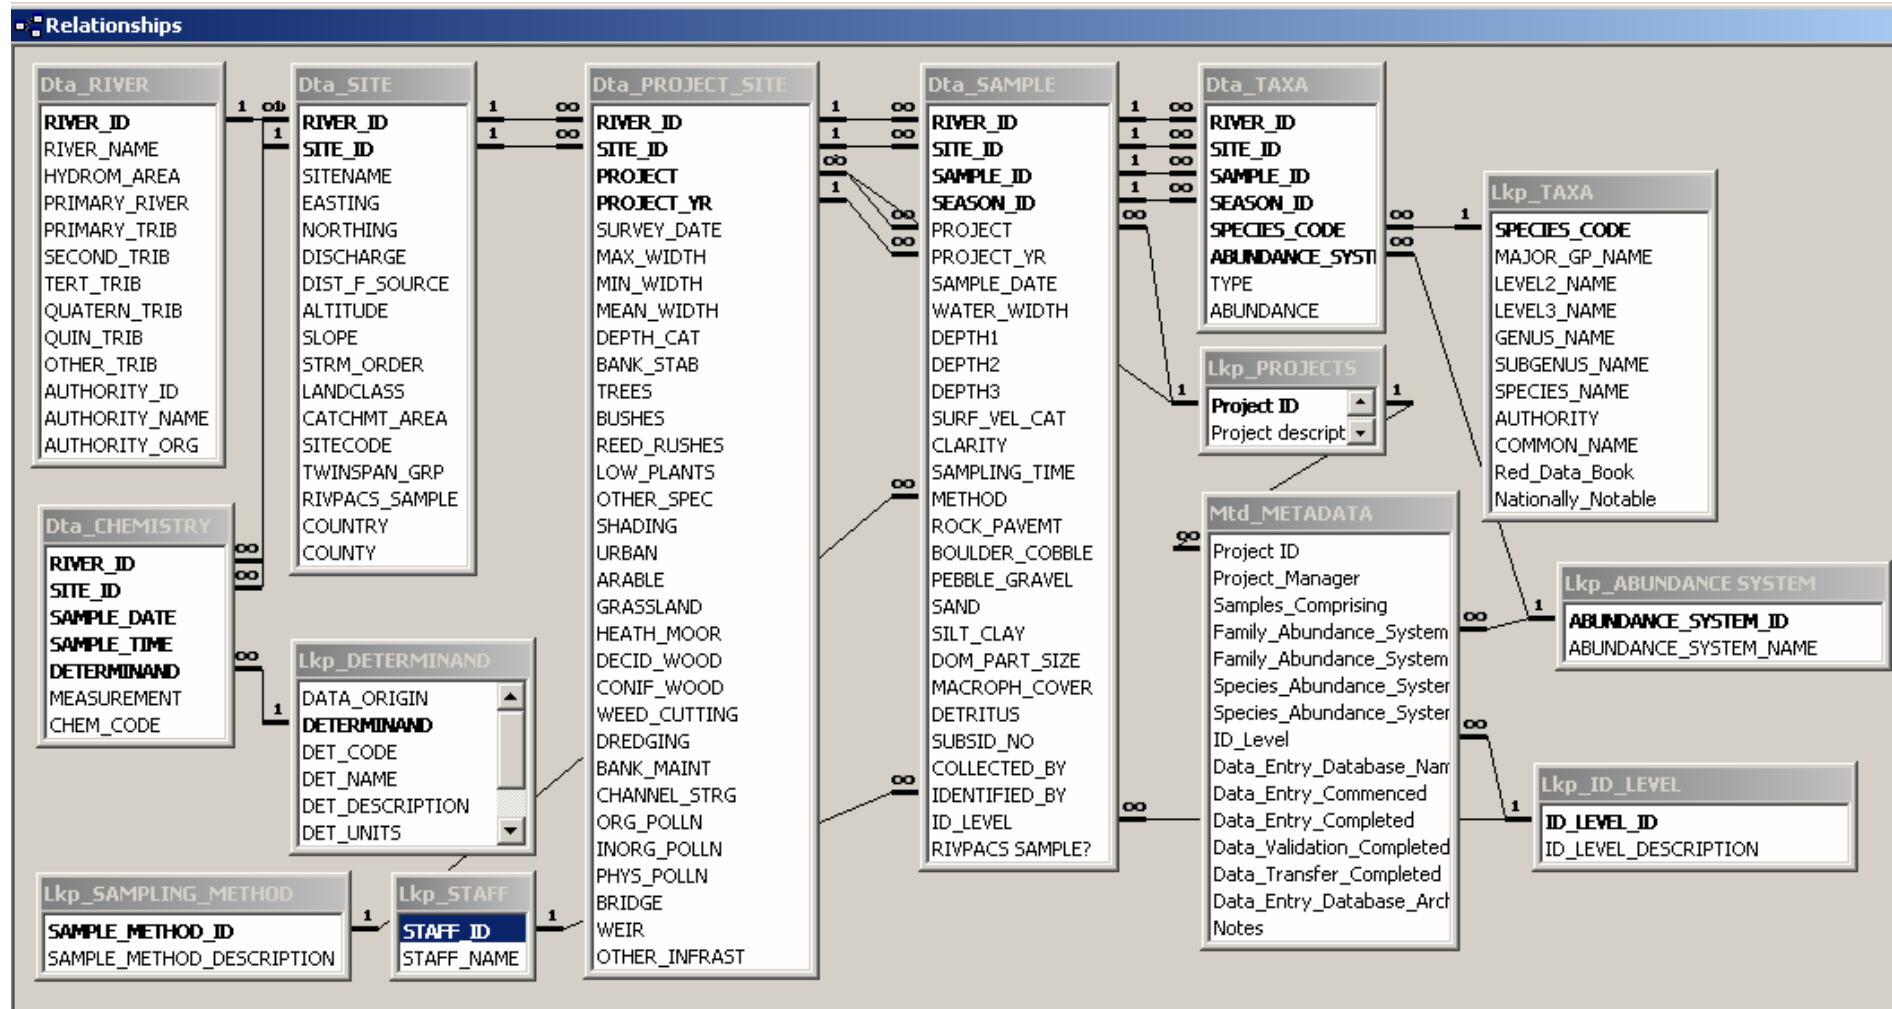 Relationships
Dta_RIVER
RIVER_ID
RIVER_NAME
HYDROM_AREA
PRIMARY_RIVER
PRIMARY_TRIB
SECOND_TRIB
TERT_TRIB
QUATERN_TRIB
QUIN_TRIB
OTHER_TRIB
AUTHORITY_ID
AUTHORITY_NAME
AUTHORITY_ORG
Dta_SITE
RIVER_ID
SITE_ID
SITENAME
EASTING
NORTHING
DISCHARGE
DIST_F_SOURCE
ALTITUDE
SLOPE
STRM_ORDER
LANDCLASS
CATCHMT_AREA
SITECODE
TWINSPAN_GRP
RIVPACS_SAMPLE
COUNTRY
COUNTY
Dta_PROJECT_SITE
RIVER_ID
SITE_ID
PROJECT
PROJECT_YR
SURVEY_DATE
MAX_WIDTH
MIN_WIDTH
MEAN_WIDTH
DEPTH_CAT
BANK_STAB
TREES
BUSHES
REED_RUSHES
LOW_PLANTS
OTHER_SPEC
SHADING
URBAN
ARABLE
GRASSLAND
HEATH_MOOR
DECID_WOOD
CONIF_WOOD
WEED_CUTTING
DREDGING
BANK_MAINT
CHANNEL_STRG
ORG_POLLN
INORG_POLLN
PHYS_POLLN
BRIDGE
WEIR
OTHER_INFRAST
Dta_SAMPLE
RIVER_ID
SITE_ID
SAMPLE_ID
SEASON_ID
PROJECT
PROJECT_YR
SAMPLE_DATE
WATER_WIDTH
DEPTH1
DEPTH2
DEPTH3
SURF_VEL_CAT
CLARITY
SAMPLING_TIME
METHOD
ROCK_PAVEMT
BOULDER_COBBLE
PEBBLE_GRAVEL
SAND
SILT_CLAY
DOM_PART_SIZE
MACROPH_COVER
DETRITUS
SUBSID_NO
COLLECTED_BY
IDENTIFIED_BY
ID_LEVEL
RIVPACS SAMPLE?
Dta_TAXA
RIVER_ID
SITE_ID
SAMPLE_ID
SEASON_ID
SPECIES_CODE
ABUNDANCE_SYSTI
TYPE
ABUNDANCE
Lkp_TAXA
SPECIES_CODE
MAJOR_GP_NAME
LEVEL2_NAME
LEVEL3_NAME
GENUS_NAME
SUBGENUS_NAME
SPECIES_NAME
AUTHORITY
COMMON_NAME
Red_Data_Book
Nationally_Notable
Lkp_PROJECTS
Project ID
Project descript
Dta_CHEMISTRY
RIVER_ID
SITE_ID
SAMPLE_DATE
SAMPLE_TIME
DETERMINAND
MEASUREMENT
CHEM_CODE
Lkp_DETERMINAND
DATA_ORIGIN
DETERMINAND
DET_CODE
DET_NAME
DET_DESCRIPTION
DET_UNITS
Mtd_METADATA
Project ID
Project_Manager
Samples_Comprising
Family_Abundance_System
Family_Abundance_System
Species_Abundance_Syster
Species_Abundance_Syster
ID_Level
Data_Entry_Database_Nam
Data_Entry_Commenced
Data_Entry_Completed
Data_Validation_Completed
Data_Transfer_Completed
Data_Entry_Database_Arch
Notes
Lkp_ABUNDANCE SYSTEM
ABUNDANCE_SYSTEM_ID
ABUNDANCE_SYSTEM_NAME
Lkp_ID_LEVEL
ID_LEVEL_ID
ID_LEVEL_DESCRIPTION
Lkp_SAMPLING_METHOD
SAMPLE_METHOD_ID
SAMPLE_METHOD_DESCRIPTION
Lkp_STAFF
STAFF_ID
STAFF_NAME